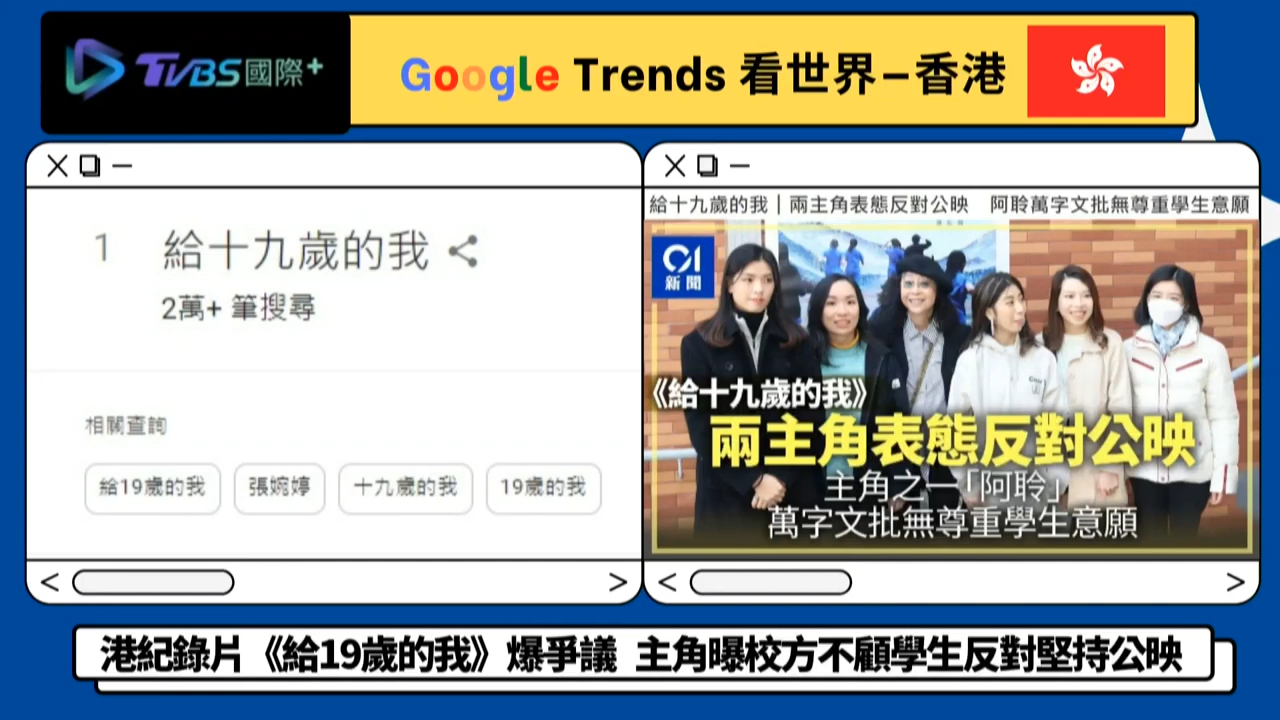 TVBS國際+
Google Trends 看世界–香港
1
給十九歲的我
2萬+ 筆搜尋
相關查詢
給19歲的我
張婉婷
十九歲的我
19歲的我
給十九歲的我｜兩主角表態反對公映 阿聆萬字文批無尊重學生意願
01
新聞
《給十九歲的我》
兩主角表態反對公映
主角之一「阿聆」
萬字文批無尊重學生意願
港紀錄片《給19歲的我》爆爭議 主角曝校方不顧學生反對堅持公映